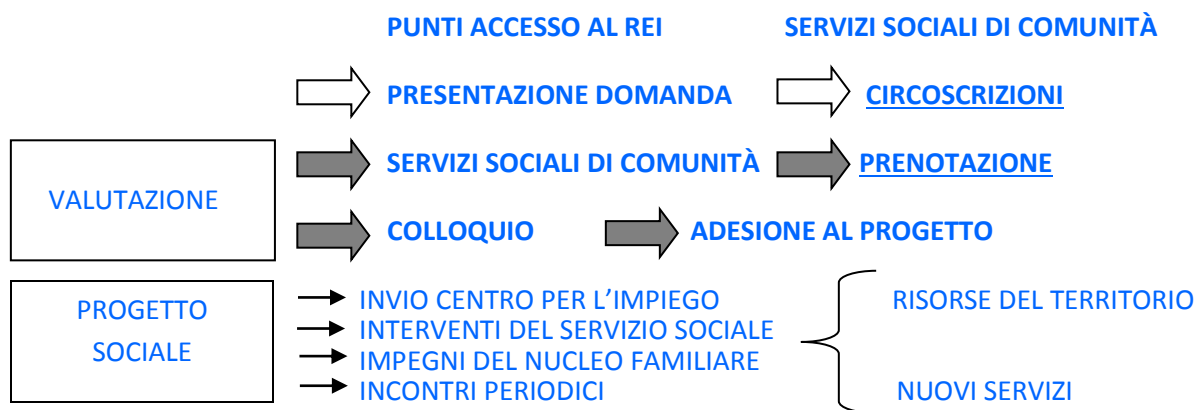 PUNTI ACCESSO AL REI SERVIZI SOCIALI DI COMUNITÀ
PRESENTAZIONE DOMANDA CIRCOSCRIZIONI
VALUTAZIONE
SERVIZI SOCIALI DI COMUNITÀ PRENOTAZIONE
COLLOQUIO ADESIONE AL PROGETTO
PROGETTO
SOCIALE
INVIO CENTRO PER L’IMPIEGO
INTERVENTI DEL SERVIZIO SOCIALE
IMPEGNI DEL NUCLEO FAMILIARE
INCONTRI PERIODICI
RISORSE DEL TERRITORIO
NUOVI SERVIZI